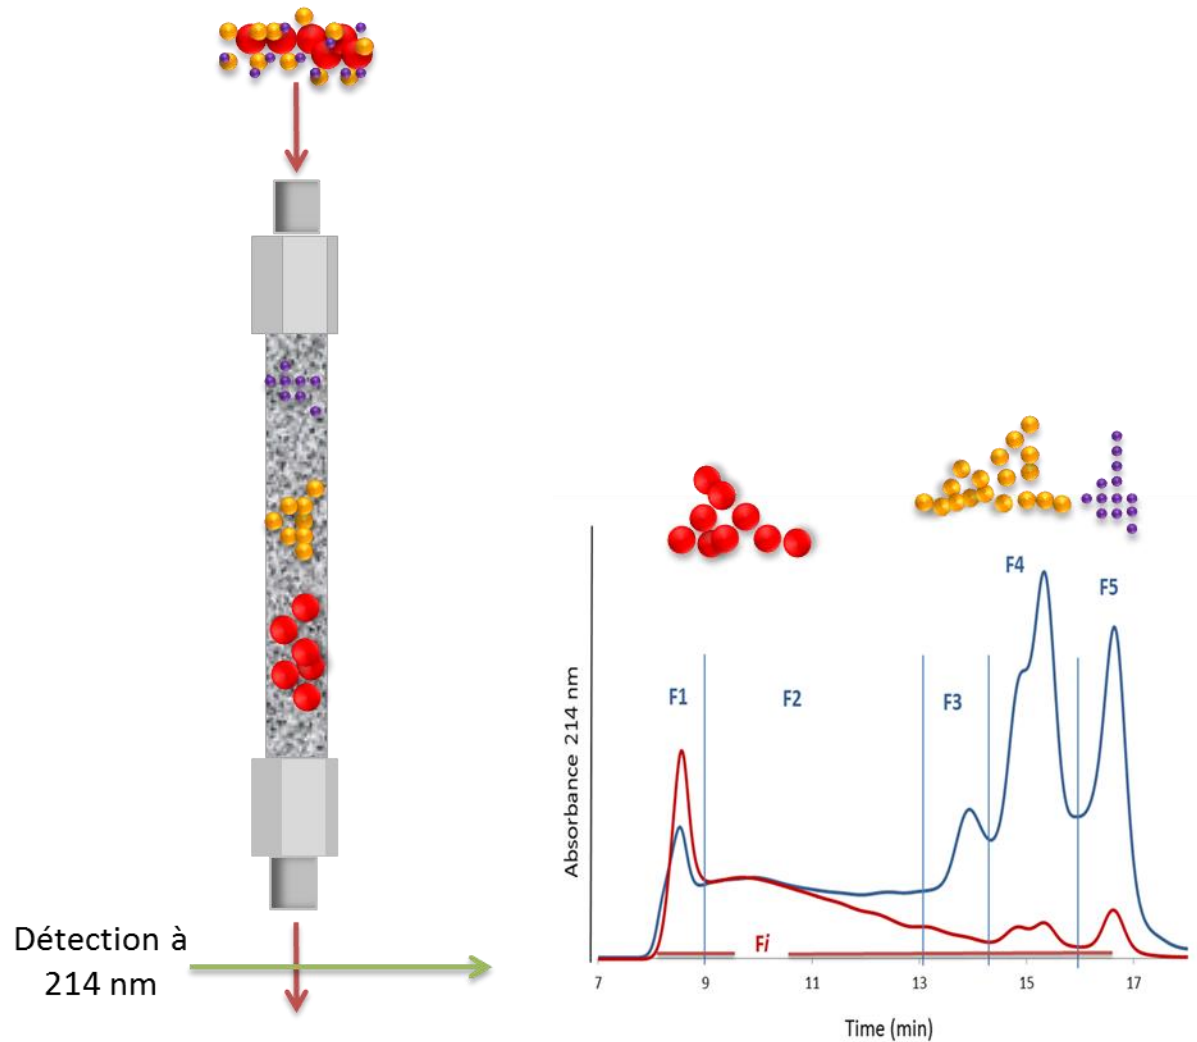 Détection à
214 nm
Absorbance 214 nm
F1
F2
F3
F4
F5
Fi
7
9
11
13
15
17
Time (min)